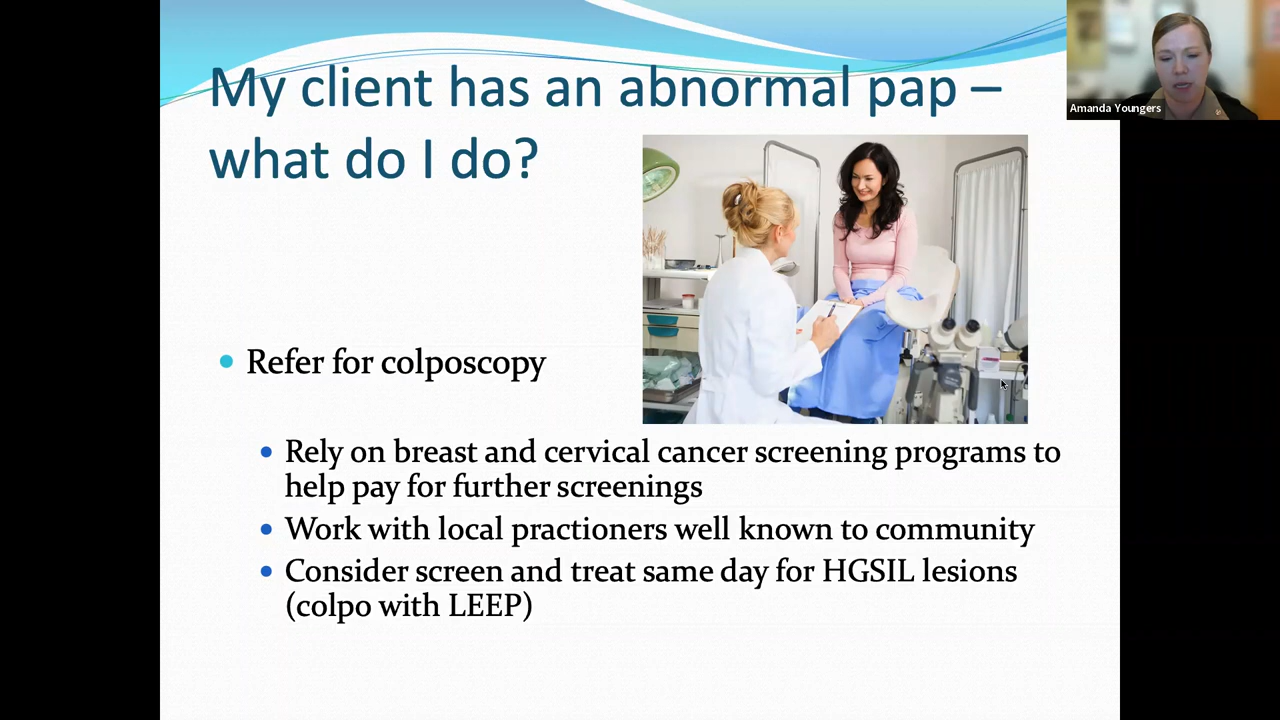 My client has an abnormal pap –
what do I do?
Amanda Youngers
• Refer for colposcopy
• Rely on breast and cervical cancer screening programs to
help pay for further screenings
• Work with local practioners well known to community
• Consider screen and treat same day for HGSIL lesions
(colpo with LEEP)